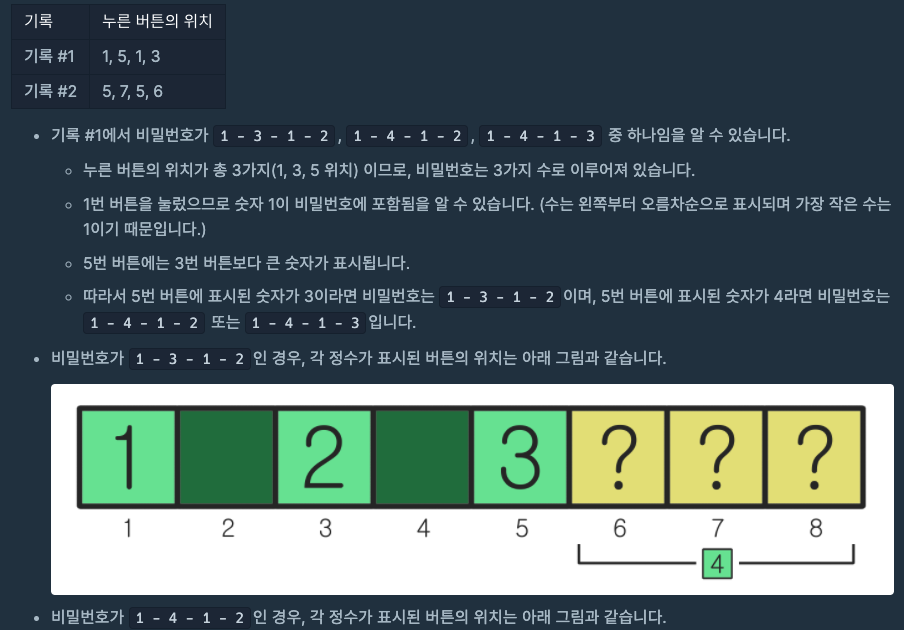 기록 누른 버튼의 위치
기록 #1 1, 5, 1, 3
기록 #2 5, 7, 5, 6
• 기록 #1에서 비밀번호가 1 - 3 - 1 - 2 , 1 - 4 - 1 - 2 , 1 - 4 - 1 - 3 중 하나임을 알 수 있습니다.
◦ 누른 버튼의 위치가 총 3가지(1, 3, 5 위치) 이므로, 비밀번호는 3가지 수로 이루어져 있습니다.
◦ 1번 버튼을 눌렀으므로 숫자 1이 비밀번호에 포함됨을 알 수 있습니다. (수는 왼쪽부터 오름차순으로 표시되며 가장 작은 수는
1이기 때문입니다.)
◦ 5번 버튼에는 3번 버튼보다 큰 숫자가 표시됩니다.
◦ 따라서 5번 버튼에 표시된 숫자가 3이라면 비밀번호는 1 - 3 - 1 - 2 이며, 5번 버튼에 표시된 숫자가 4라면 비밀번호는
1 - 4 - 1 - 2 또는 1 - 4 - 1 - 3 입니다.
• 비밀번호가 1 - 3 - 1 - 2 인 경우, 각 정수가 표시된 버튼의 위치는 아래 그림과 같습니다.
1 2 3 ? ? ?
1 2 3 4 5 6 7 8
4
• 비밀번호가 1 - 4 - 1 - 2 인 경우, 각 정수가 표시된 버튼의 위치는 아래 그림과 같습니다.